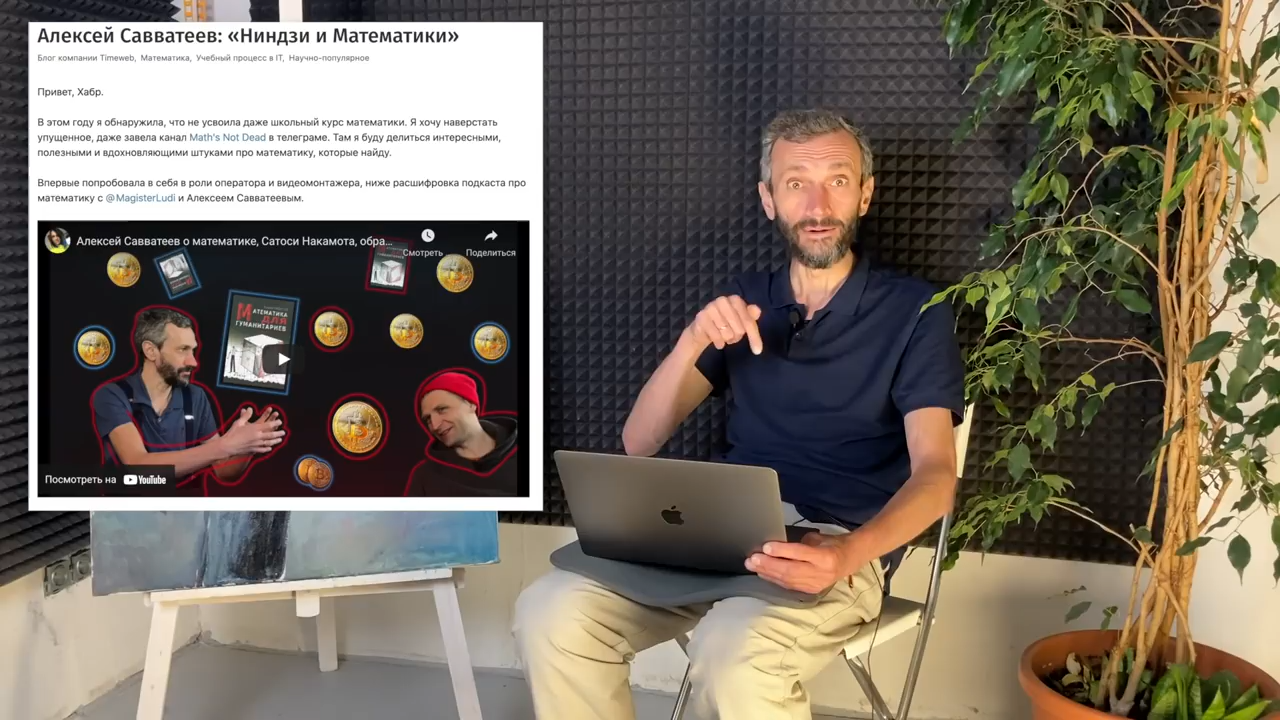 Алексей Савватеев: «Ниндзи и Математики»
Блог компании Timeweb, Математика, Учебный процесс в IT, Научно-популярное
Привет, Хабр.
В этом году я обнаружила, что не усвоила даже школьный курс математики. Я хочу наверстать
упущенное, даже завела канал Math's Not Dead в телеграме. Там я буду делиться интересными,
полезными и вдохновляющими штуками про математику, которые найду.
Впервые попробовала в себя в роли оператора и видеомонтажера, ниже расшифровка подкаста про
математику с @MagisterLudi и Алексеем Савватеевым.
Алексей Савватеев о математике, Сатоси Накамота, обра...
Смотреть
Поделиться
МАТЕМАТИКА
ДЛЯ
ГУМАНИТАРИЕВ
Посмотреть на YouTube